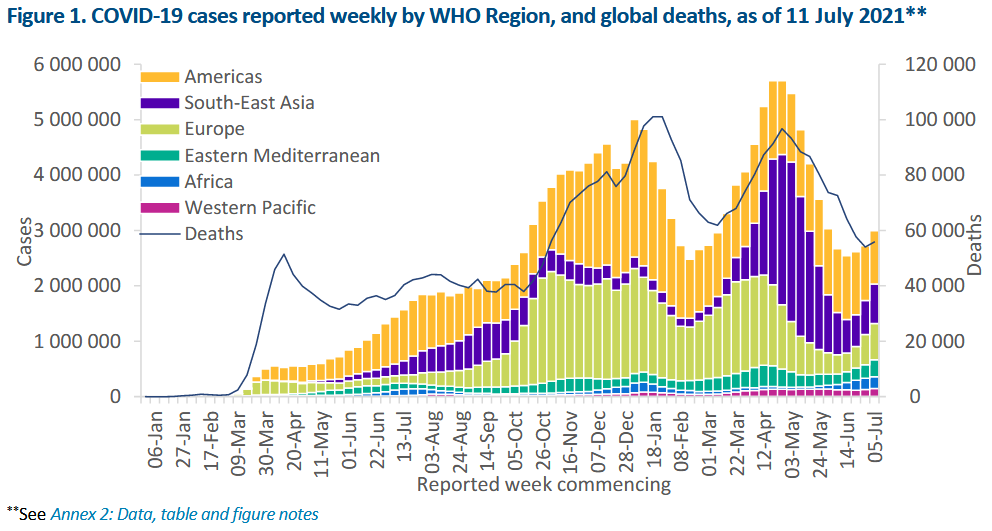 Figure 1. COVID-19 cases reported weekly by WHO Region, and global deaths, as of 11 July 2021**
6 000 000
5 000 000
4 000 000
3 000 000
2 000 000
1 000 000
0
Cases
Americas
South-East Asia
Europe
Eastern Mediterranean
Africa
Western Pacific
Deaths
120 000
100 000
80 000
60 000
40 000
20 000
0
Deaths
06-Jan
27-Jan
17-Feb
09-Mar
30-Mar
20-Apr
11-May
01-Jun
22-Jun
13-Jul
03-Aug
24-Aug
14-Sep
05-Oct
26-Oct
16-Nov
07-Dec
28-Dec
18-Jan
08-Feb
01-Mar
22-Mar
12-Apr
03-May
24-May
14-Jun
05-Jul
Reported week commencing
**See Annex 2: Data, table and figure notes